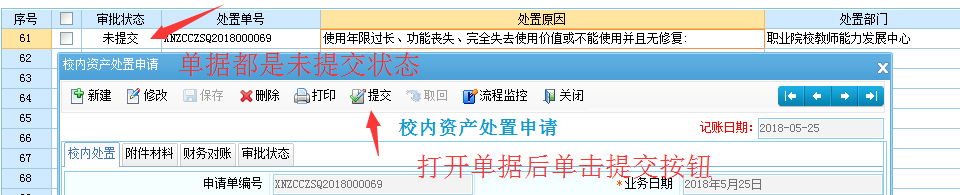 序号 审批状态 处置单号 处置原因 处置部门
61 未提交 XNZCCZSQ2018000069 使用年限过长、功能丧失、完全失去使用价值或不能使用并且无修复: 职业院校教师能力发展中心
62
单据都是未提交状态
63 校内资产处置申请
64 新建 修改 保存 删除 打印 提交 取回 流程监控 关闭
65
校内资产处置申请 记账日期: 2018-05-25
66
67 校内处置 附件材料 财务对账 审批状态
打开单据后单击提交按钮
68 申请单编号 XNZCCZSQ2018000069 *业务日期 2018年5月25日